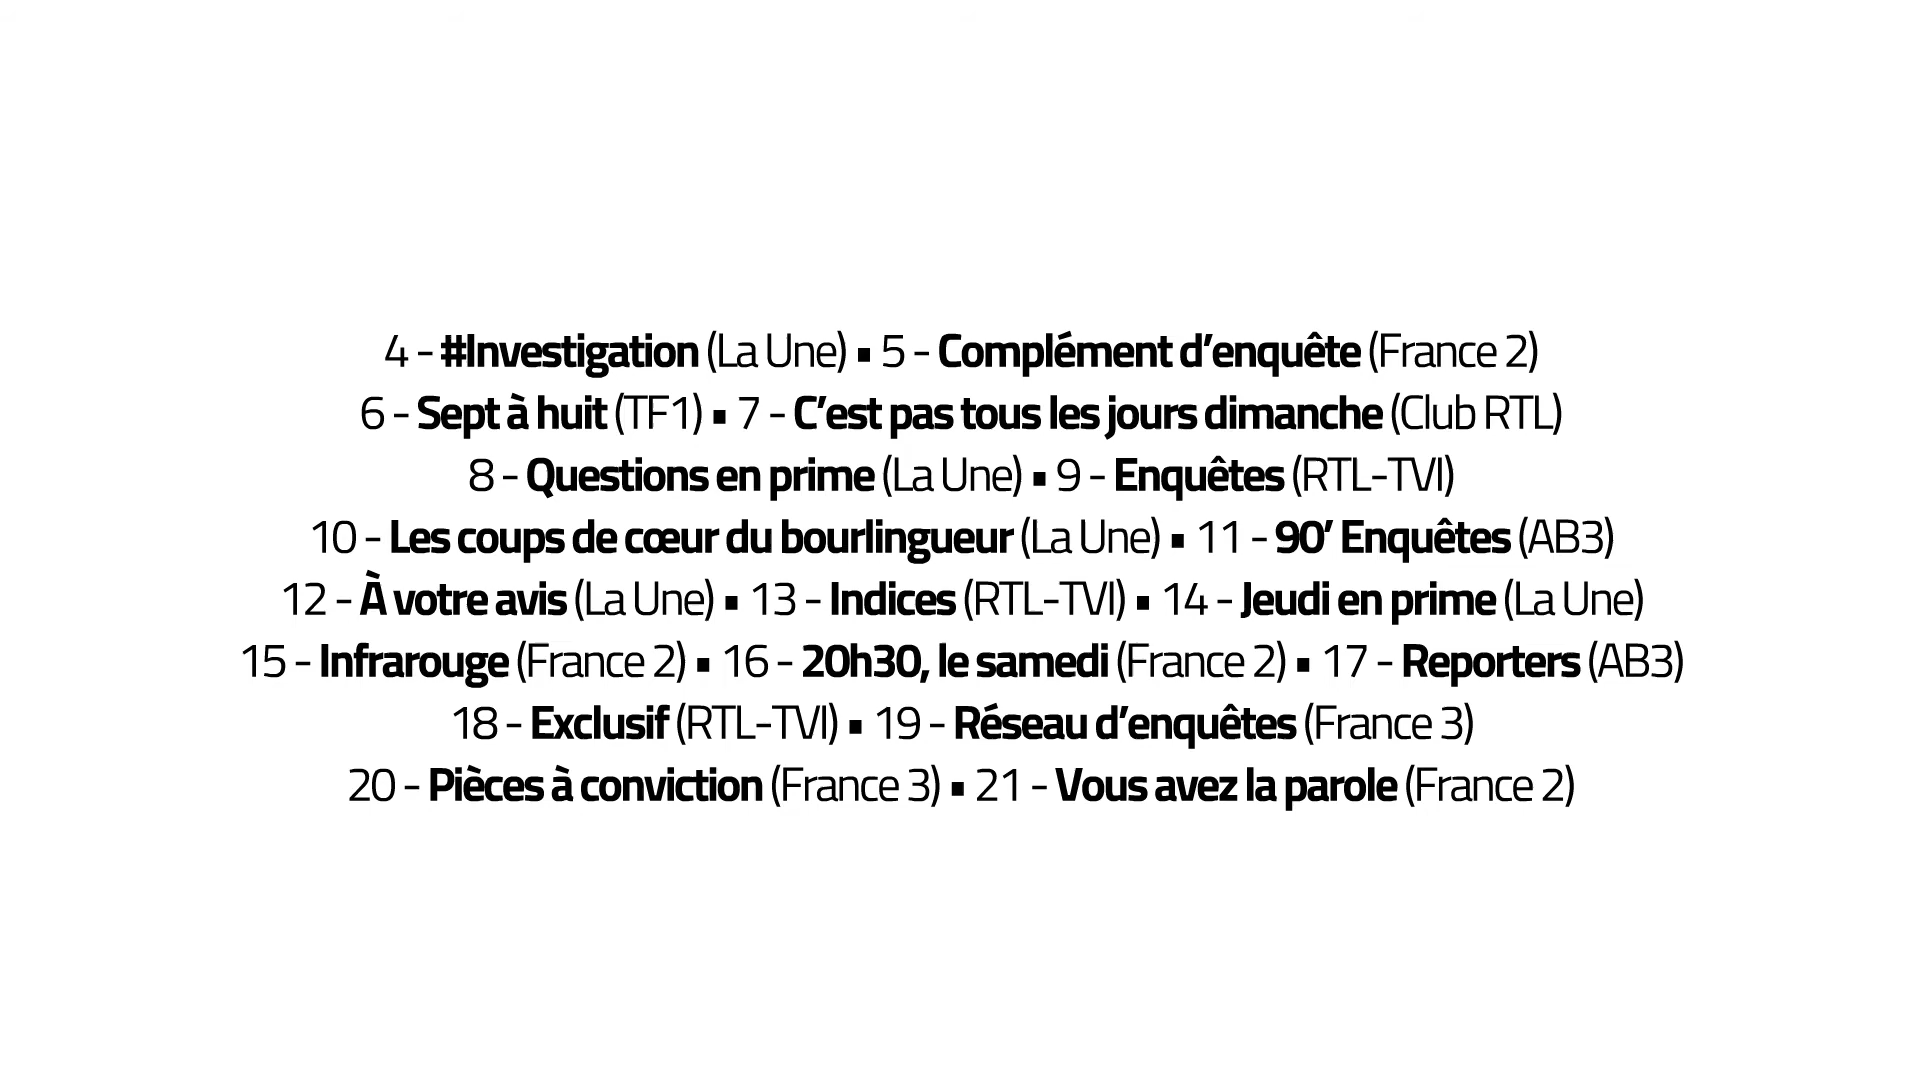 4 - #Investigation (La Une) ▪ 5 - Complément d’enquête (France 2)
6 - Sept à huit (TF1) ▪ 7 - C’est pas tous les jours dimanche (Club RTL)
8 - Questions en prime (La Une) ▪ 9 - Enquêtes (RTL-TVI)
10 - Les coups de cœur du bourlingueur (La Une) ▪ 11 - 90’ Enquêtes (AB3)
12 - À votre avis (La Une) ▪ 13 - Indices (RTL-TVI) ▪ 14 - Jeudi en prime (La Une)
15 - Infrarouge (France 2) ▪ 16 - 20h30, le samedi (France 2) ▪ 17 - Reporters (AB3)
18 - Exclusif (RTL-TVI) ▪ 19 - Réseau d’enquêtes (France 3)
20 - Pièces à conviction (France 3) ▪ 21 - Vous avez la parole (France 2)